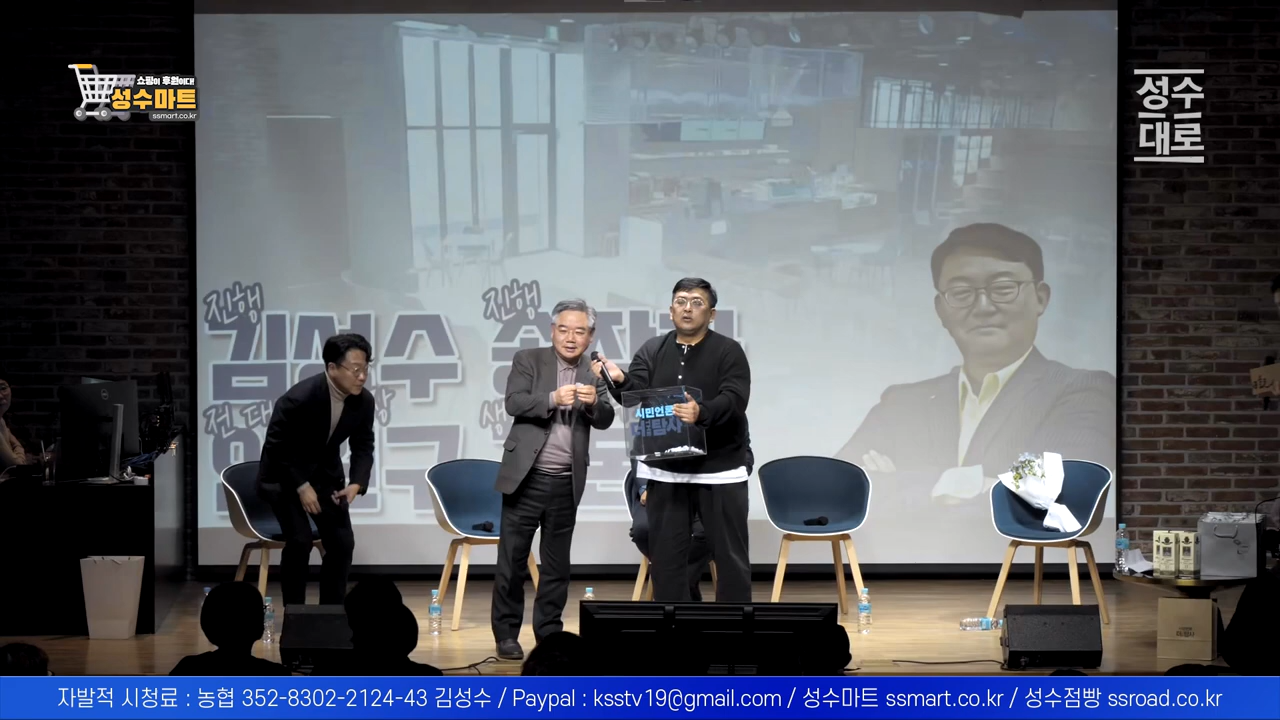 쇼핑이 후원이다!
성수마트
ssmart.co.kr
성수
대로
진행
김성수
진행
전 대
시민언론
더탐사
자발적 시청료 : 농협 352-8302-2124-43 김성수 / Paypal : ksstv19@gmail.com / 성수마트 ssmart.co.kr / 성수점빵 ssroad.co.kr